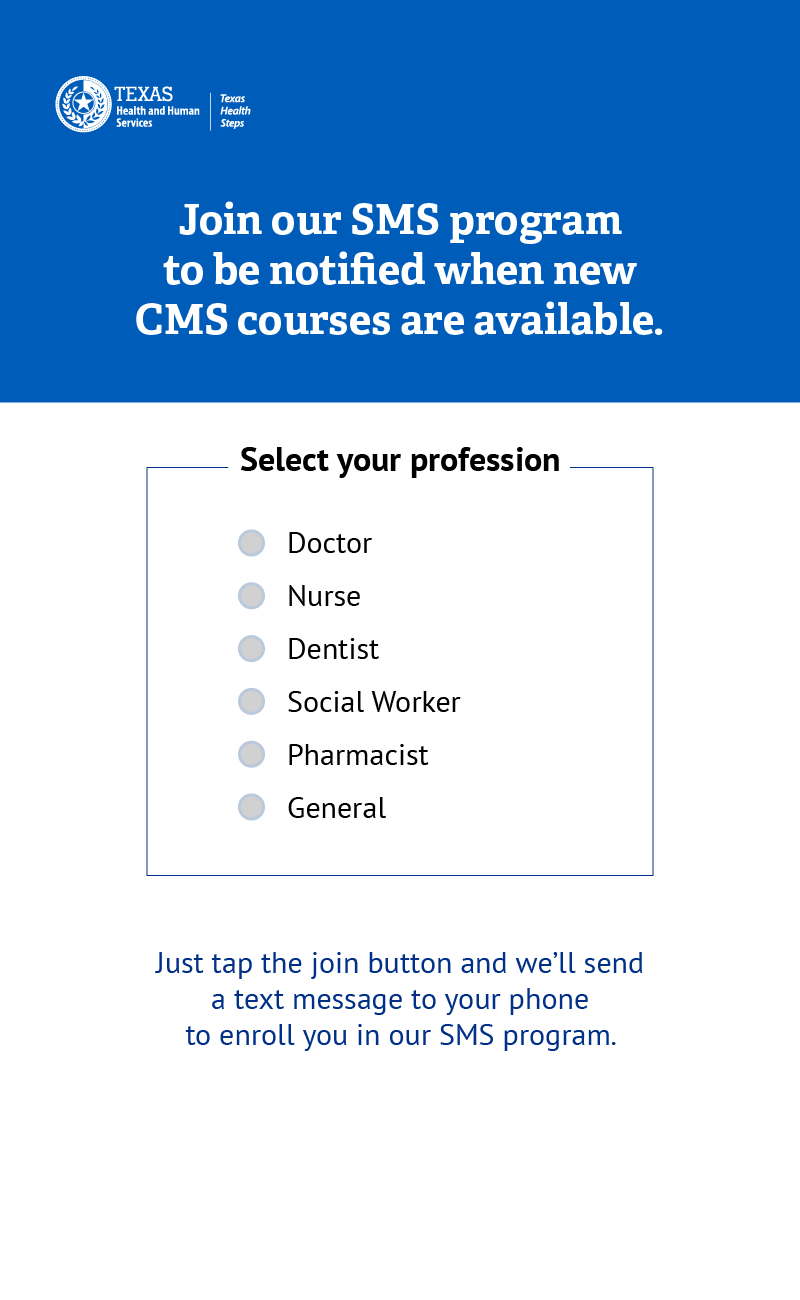 TEXAS
Health and Human
Services
Texas
Health
Steps
Join our SMS program
to be notified when new
CMS courses are available.
Select your profession
Doctor
Nurse
Dentist
Social Worker
Pharmacist
General
Just tap the join button and we’ll send
a text message to your phone
to enroll you in our SMS program.